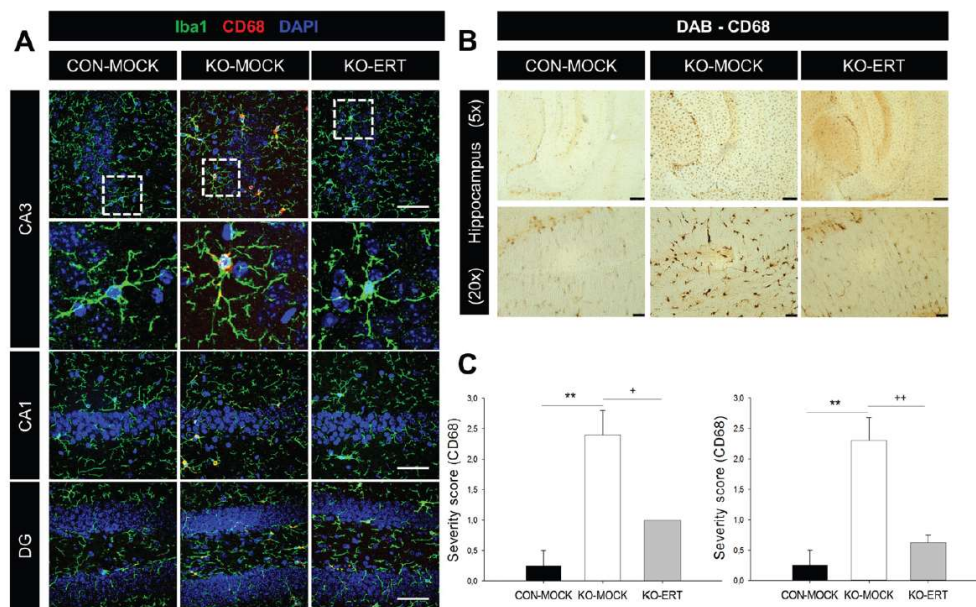 A
Iba1 CD68 DAPI
CON-MOCK KO-MOCK KO-ERT
CA3
CA1
DG
B
DAB - CD68
CON-MOCK KO-MOCK KO-ERT
Hippocampus
(5x)
(20x)
C
Severity score (CD68)
3,0
2,5
2,0
1,5
1,0
0,5
0,0
** +
CON-MOCK KO-MOCK KO-ERT
Severity score (CD68)
3,0
2,5
2,0
1,5
1,0
0,5
0,0
** ++
CON-MOCK KO-MOCK KO-ERT